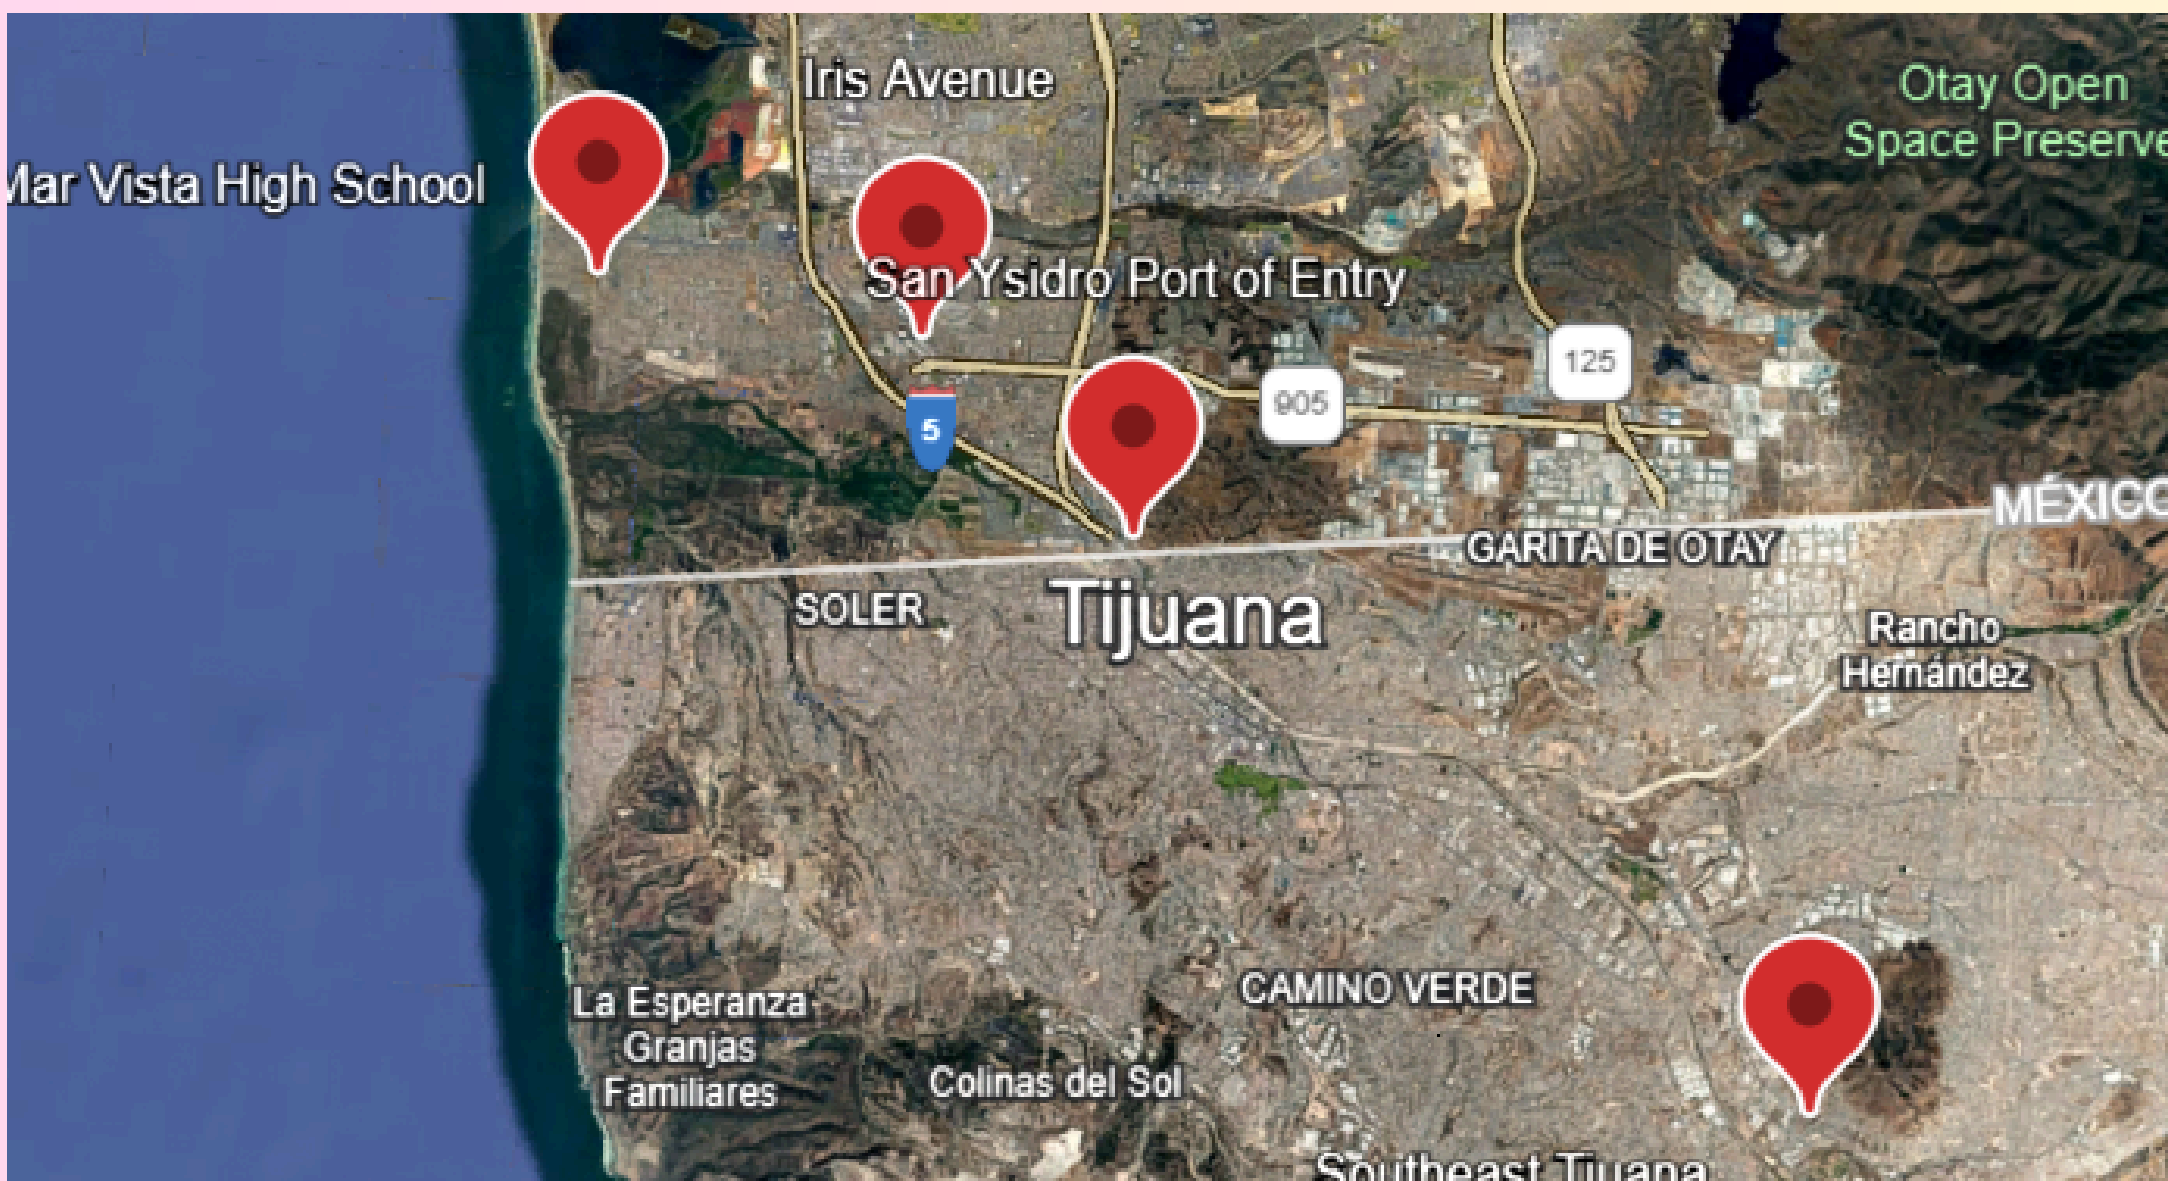 Iris Avenue
Otay Open
Space Preserve
Mar Vista High School
San Ysidro Port of Entry
125
905
5
MÉXICO
GARITA DE OTAY
SOLER
Tijuana
Rancho
Hernández
CAMINO VERDE
La Esperanza
Granjas
Familiares
Colinas del Sol
Southeast Tijuana